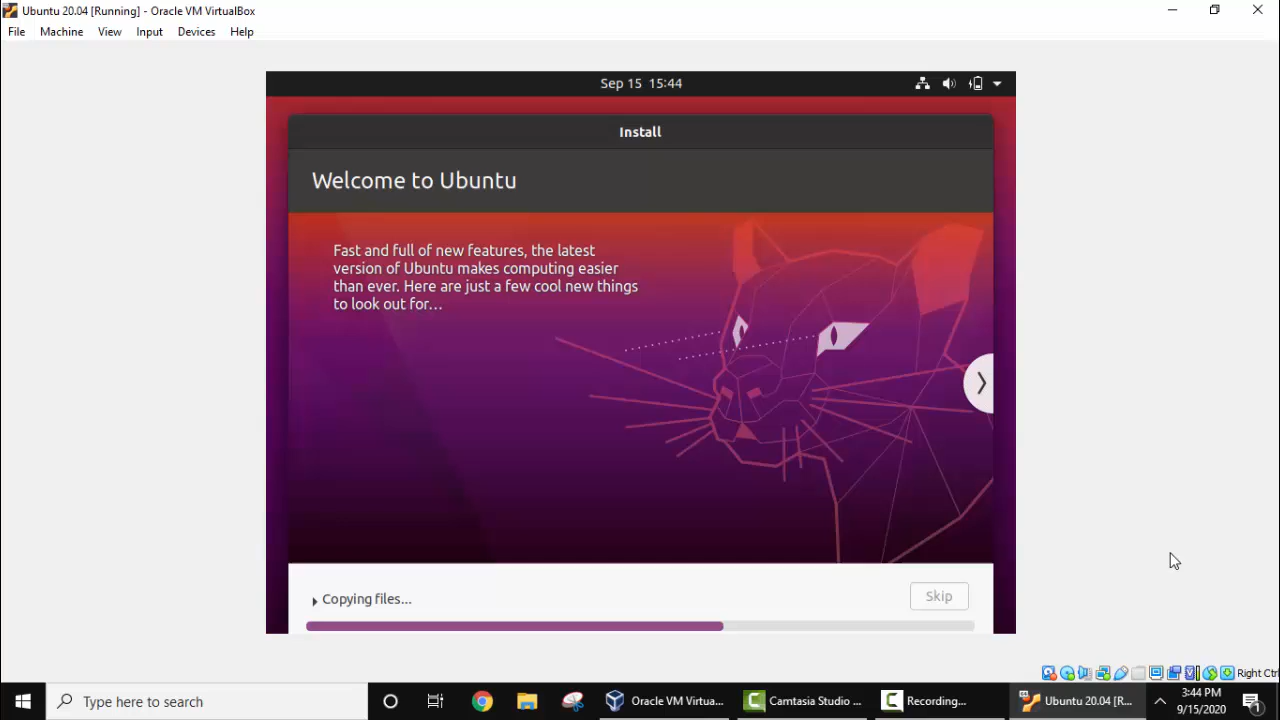 Ubuntu 20.04 [Running] - Oracle VM VirtualBox
File Machine View Input Devices Help
Sep 15 15:44
Install
Welcome to Ubuntu
Fast and full of new features, the latest
version of Ubuntu makes computing easier
than ever. Here are just a few cool new things
to look out for...
Copying files...
Skip
Right Ctrl
Type here to search
Oracle VM Virtua...
Camtasia Studio ...
Recording...
Ubuntu 20.04 [R...
3:44 PM
9/15/2020
1